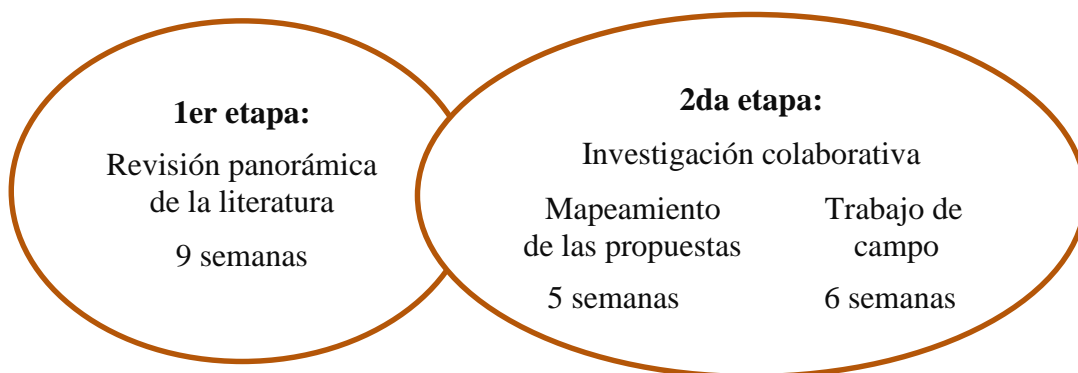 1er etapa:
Revisión panorámica
de la literatura
9 semanas
2da etapa:
Investigación colaborativa
Mapeamiento
de las propuestas
5 semanas
Trabajo de
campo
6 semanas